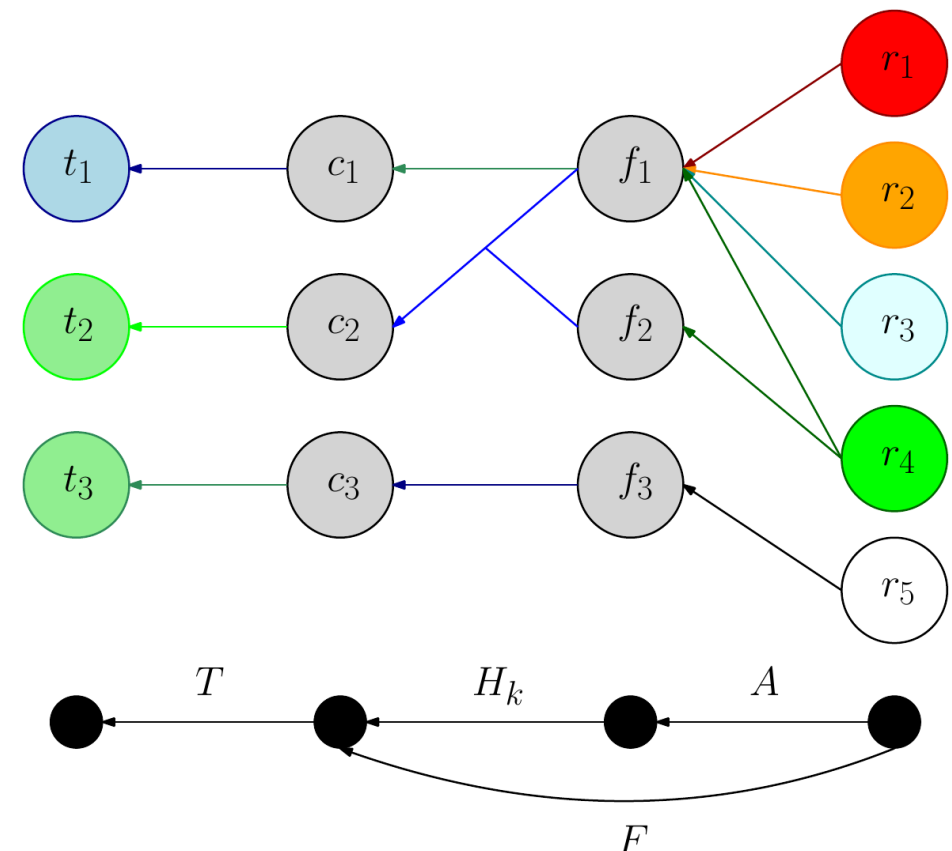 r₁
t₁ c₁ f₁
r₂
t₂ c₂ f₂ r₃
r₄
t₃ c₃ f₃
r₅
T Hₖ A
F